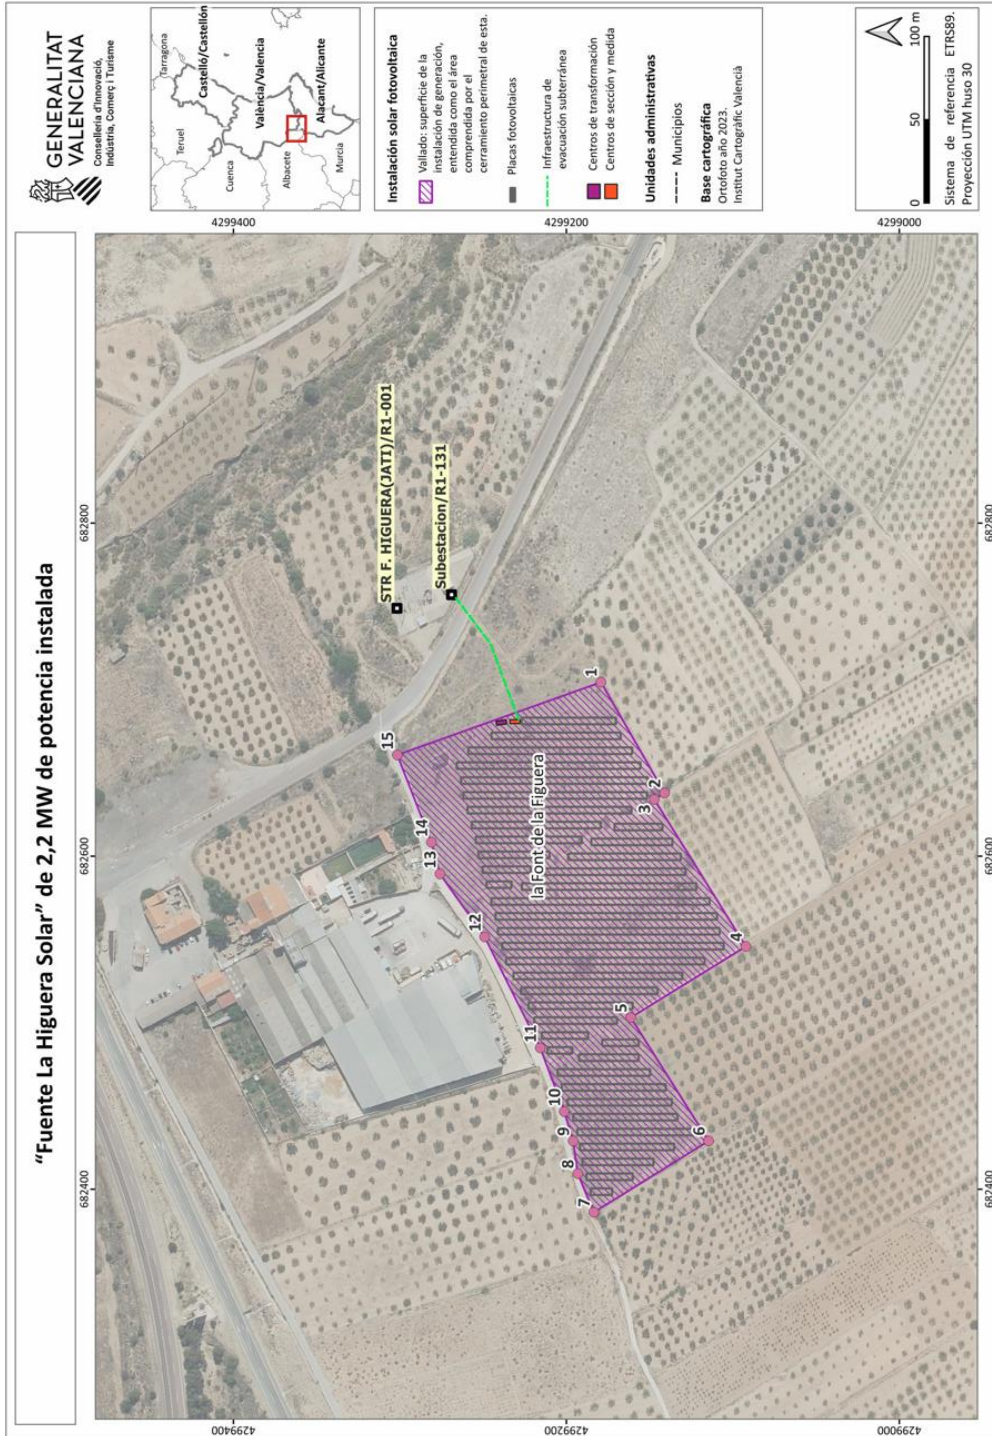 "Fuente La Higuera Solar" de 2,2 MW de potencia instalada
GENERALITAT
VALENCIANA
Conselleria d'Innovació,
Indústria, Comerç i Turisme
Tarragona
Teruel
Castelló/Castellón
Cuenca
València/Valencia
Albacete
Alacant/Alicante
Murcia
Instalación solar fotovoltaica
Vallado: superficie de la
instalación de generación,
entendida como el área
comprendida por el
cerramiento perimetral de esta.
Placas fotovoltaicas
Infraestructura de
evacuación subterránea
Centros de transformación
Centros de sección y medida
Unidades administrativas
Municipios
Base cartográfica
Ortofoto año 2023.
Institut Cartogràfic Valencià
0 50 100 m
Sistema de referencia ETRS89.
Proyección UTM huso 30
682400 682600 682800
4299400
4299200
4299000
4299400
4299200
4299000
682400 682600 682800
STR F. HIGUERA(JATI)/R1-001
Subestacion/R1-131
la Font de la Figuera
1
2
3
4
5
6
7
8
9
10
11
12
13
14
15